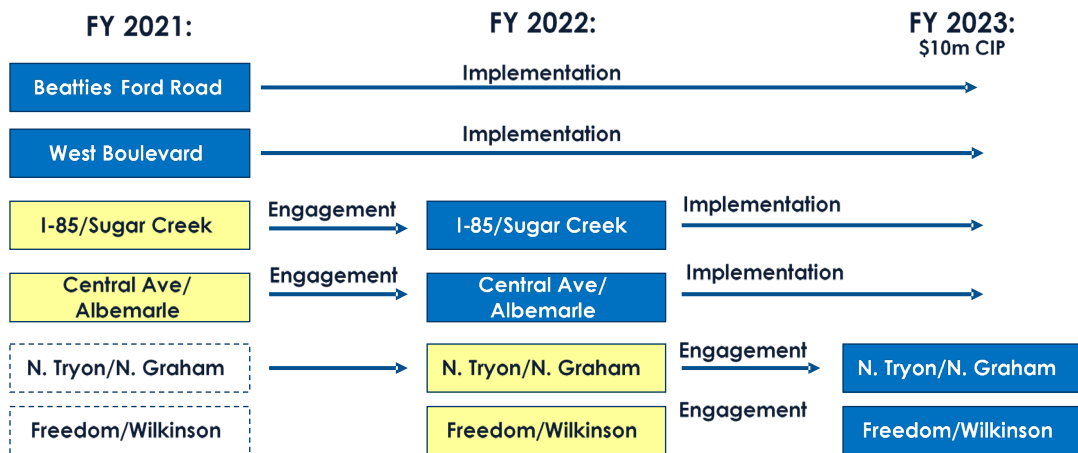 FY 2021:
FY 2022:
FY 2023:
$10m CIP
Beatties Ford Road
Implementation
West Boulevard
Implementation
I-85/Sugar Creek
Engagement
I-85/Sugar Creek
Implementation
Central Ave/
Albemarle
Engagement
Central Ave/
Albemarle
Implementation
N. Tryon/N. Graham
N. Tryon/N. Graham
Engagement
N. Tryon/N. Graham
Freedom/Wilkinson
Freedom/Wilkinson
Engagement
Freedom/Wilkinson